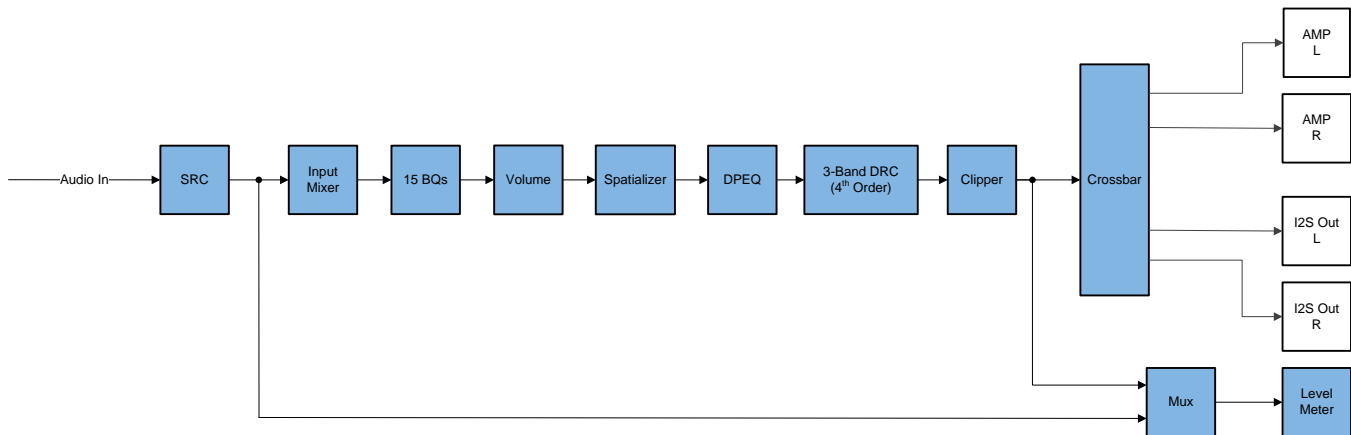 AMP
L
AMP
R
Audio In
SRC
Input
Mixer
15 BQs
Volume
Spatializer
DPEQ
3-Band DRC
(4th Order)
Clipper
Crossbar
I2S Out
L
I2S Out
R
Mux
Level
Meter